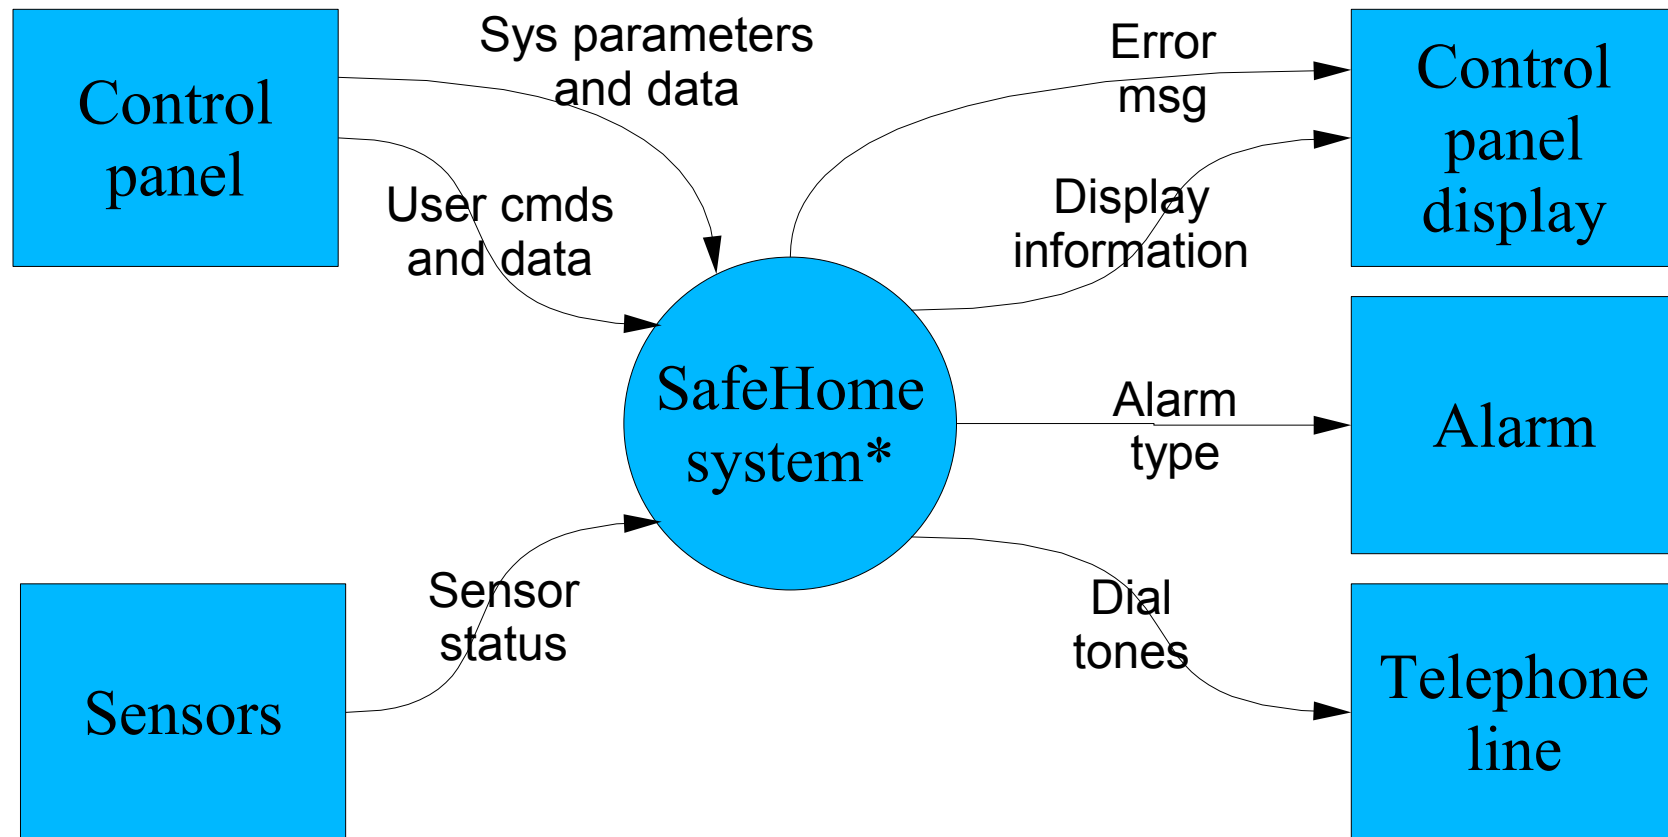 Control
panel
Sys parameters
and data
User cmds
and data
Error
msg
Display
information
Control
panel
display
SafeHome
system*
Alarm
type
Alarm
Sensors
Sensor
status
Dial
tones
Telephone
line